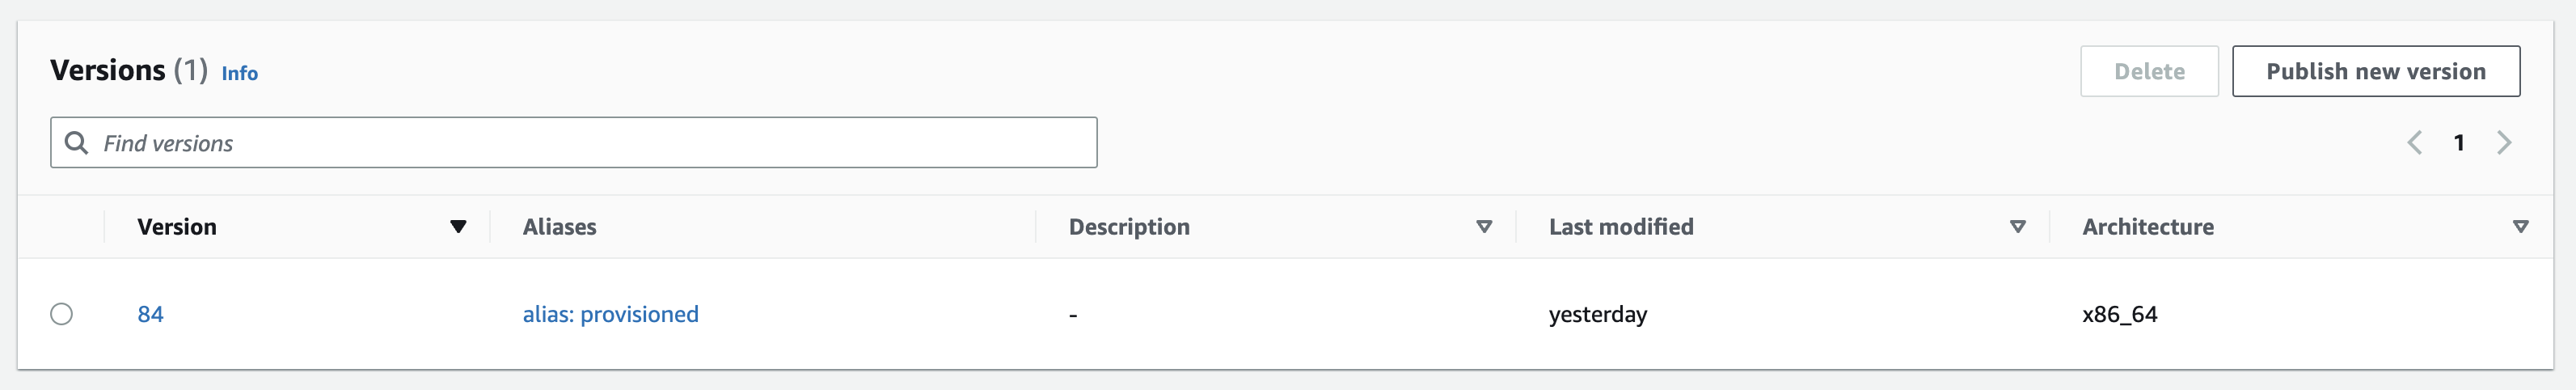 Versions (1) Info
Delete
Publish new version
Find versions
1
Version Aliases Description Last modified Architecture
84 alias: provisioned - yesterday x86_64